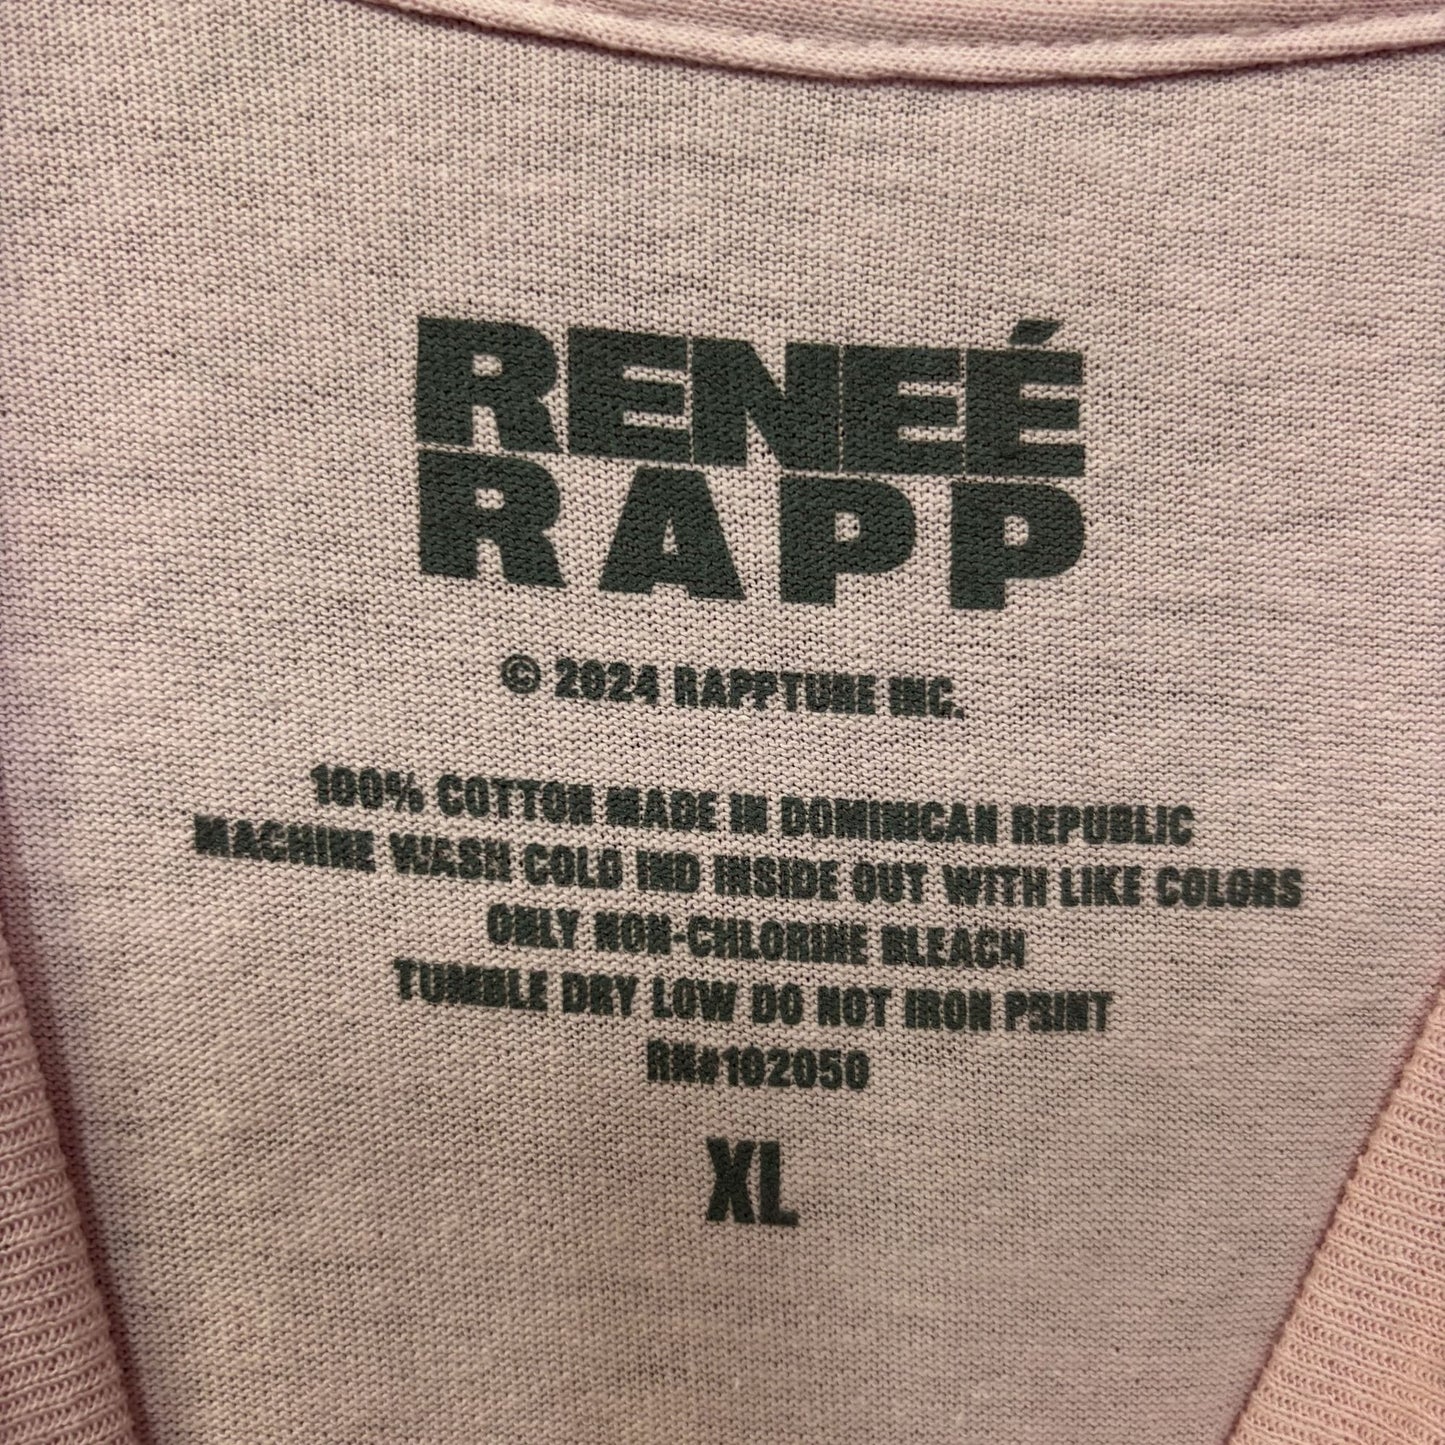 RENEÉ
RAPP
© 2024 RAPPTURE INC.
100% COTTON MADE IN DOMINICAN REPUBLIC
MACHINE WASH COLD IND INSIDE OUT WITH LIKE COLORS
ONLY NON-CHLORINE BLEACH
TUMBLE DRY LOW DO NOT IRON PRINT
RN#102050
XL